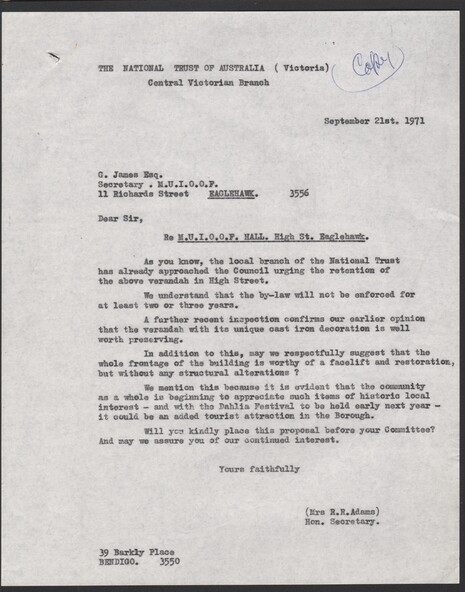 THE NATIONAL TRUST OF AUSTRALIA ( Victoria)
Copy
Central Victorian Branch
September 21st. 1971
G. James Esq.
Secretary . M.U.I.O.O.F.
11 Richards Street EAGLEHAWK. 3556
Dear Sir,
Re M.U.I.O.O.F. HALL. High St. Eaglehawk.
As you know, the local branch of the National Trust
has already approached the Council urging the retention of
the above verandah in High Street.
We understand that the by-law will not be enforced for
at least two or three years.
A further recent inspection confirms our earlier opinion
that the verandah with its unique cast iron decoration is well
worth preserving.
In addition to this, may we respectfully suggest that the
whole frontage of the building is worthy of a facelift and restoration,
but without any structural alterations ?
We mention this because it is evident that the community
as a whole is beginning to appreciate such items of historic local
interest - and with the Dahlia Festival to be held early next year -
it could be an added tourist attraction in the Borough.
Will you kindly place this proposal before your Committee?
And may we assure you of our continued interest.
Yours faithfully
(Mrs R.R.Adams)
Hon. Secretary.
39 Barkly Place
BENDIGO. 3550